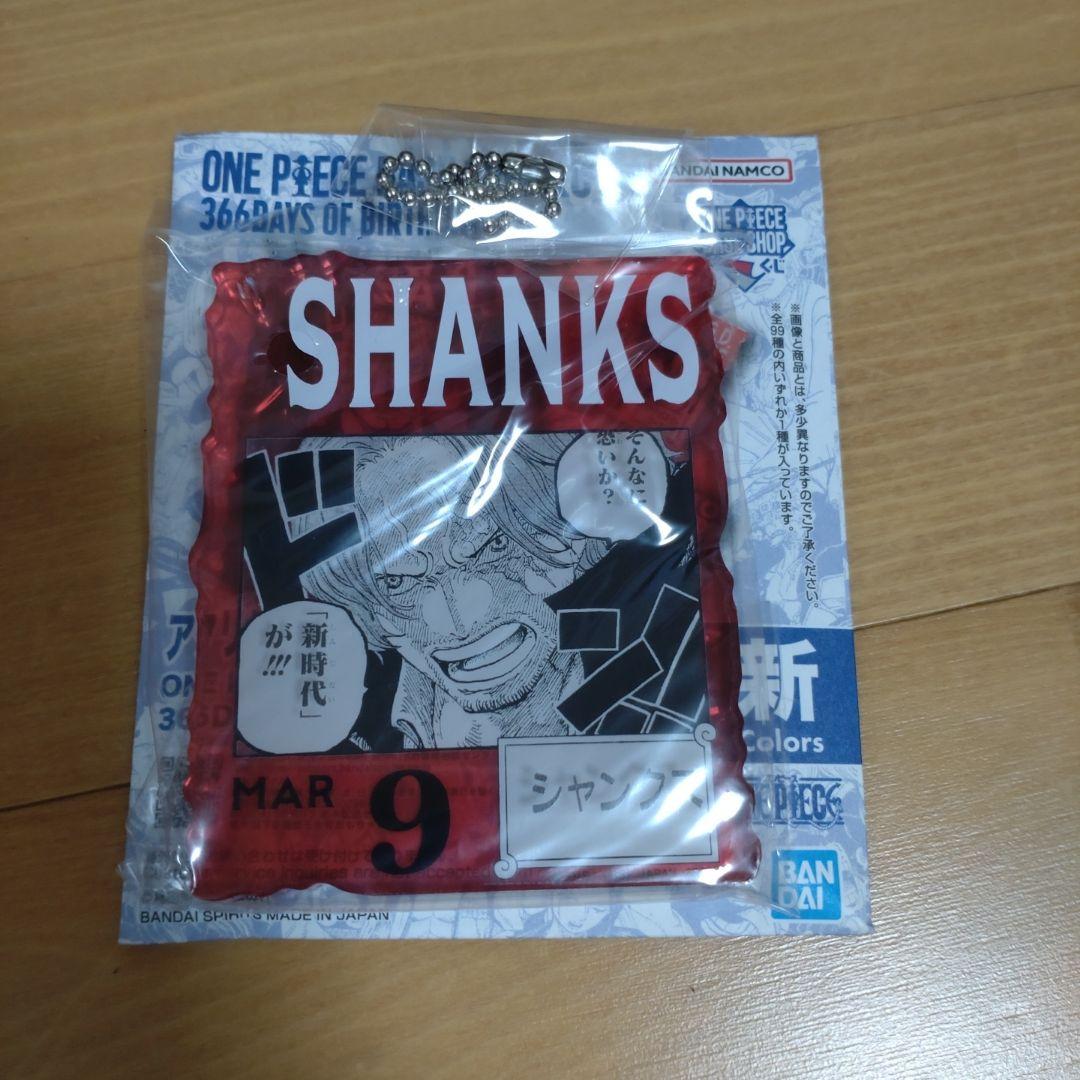 ONE PIECE
366DAYS OF BIRTH
BANDAI NAMCO
ONE PIECE
SHOP
くじ
※画像と商品とは、多少異なりますのでご了承ください。
※全99種の内いずれか1種が入っています。
SHANKS
そんなに
恐いか?
ド
「新時代」
が!!!
MAR
9
シャンクス
新
Colors
BAN
DAI
BANDAI SPIRITS MADE IN JAPAN